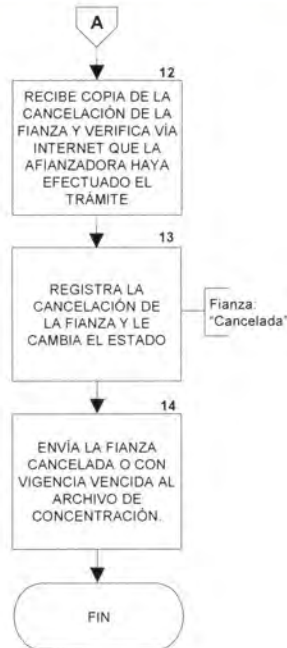 A
12
RECIBE COPIA DE LA
CANCELACIÓN DE LA
FIANZA Y VERIFICA VÍA
INTERNET QUE LA
AFIANZADORA HAYA
EFECTUADO EL
TRÁMITE
13
REGISTRA LA
CANCELACIÓN DE
LA FIANZA Y LE
CAMBIA EL ESTADO
Fianza:
"Cancelada"
14
ENVÍA LA FIANZA
CANCELADA O CON
VIGENCIA VENCIDA AL
ARCHIVO DE
CONCENTRACIÓN.
FIN